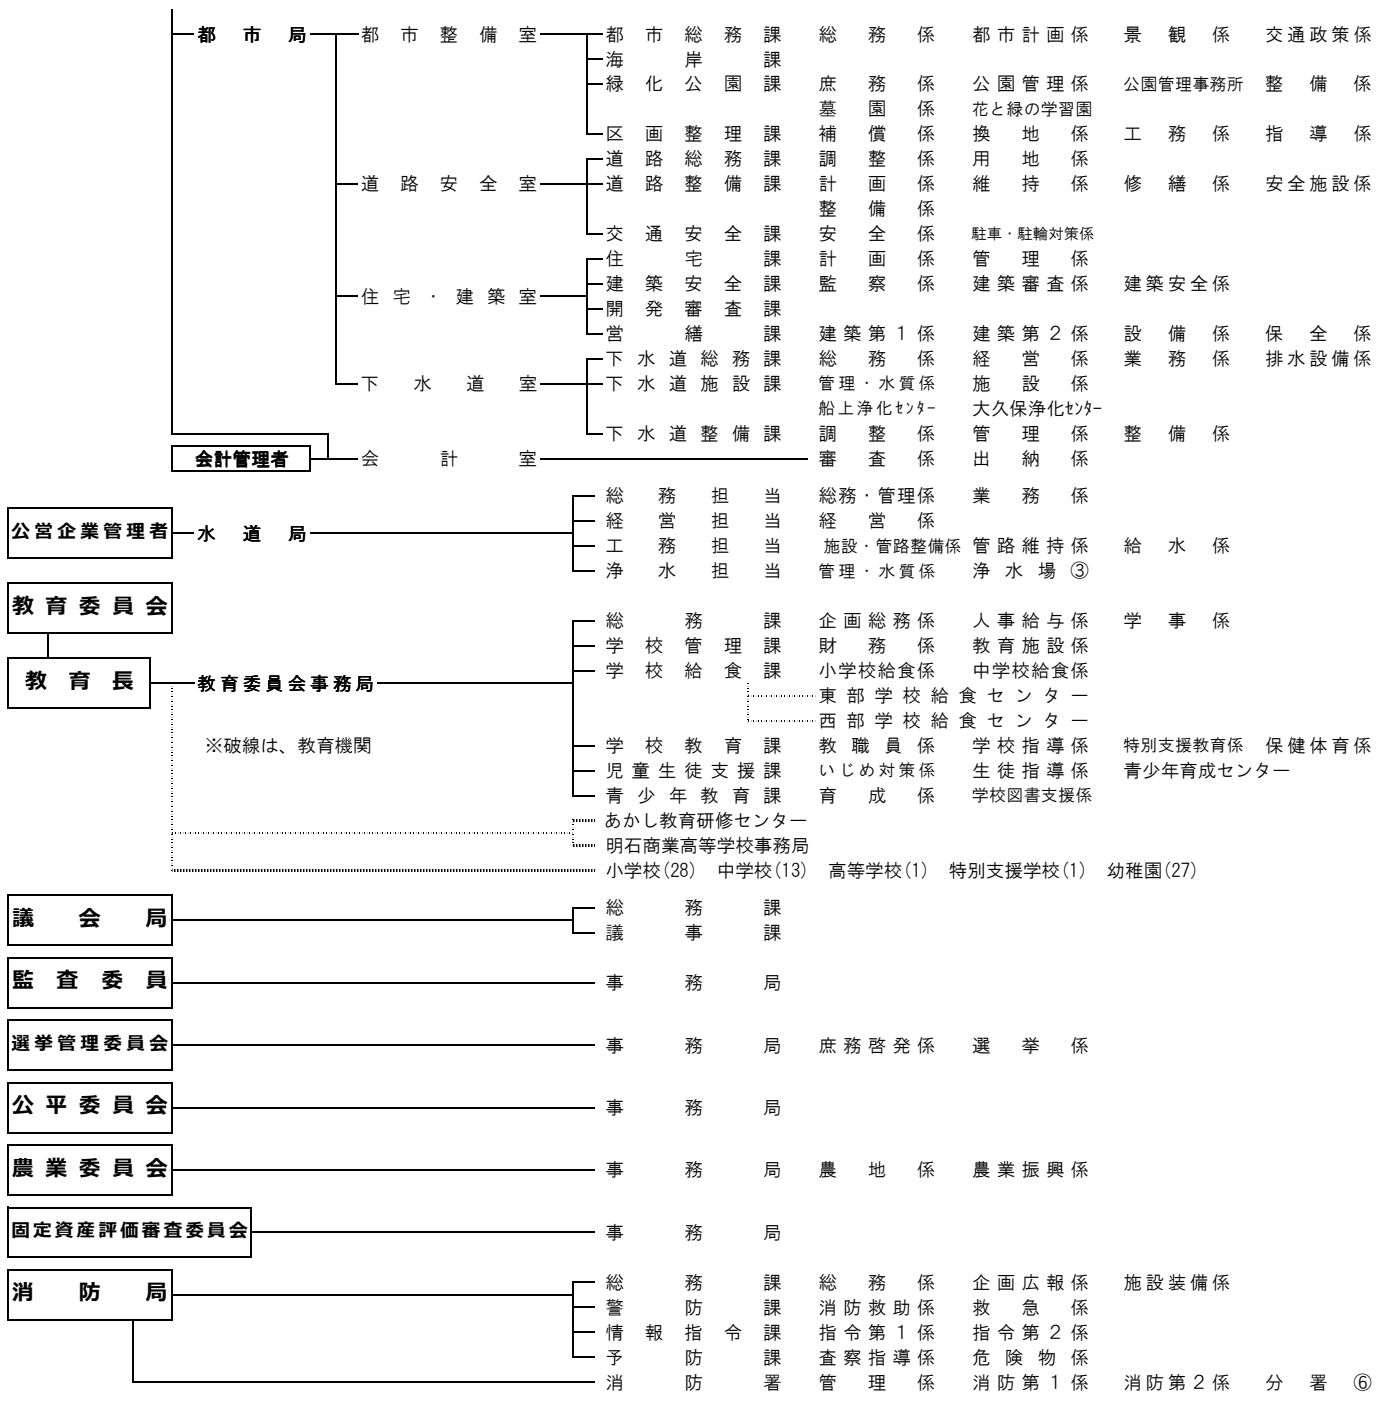 都市局 都市整備室 都市総務課 総務係 都市計画係 景観係 交通政策係
海岸課
緑化公園課 庶務係 公園管理係 公園管理事務所 整備係
墓園係 花と緑の学習園
区画整理課 補償係 換地係 工務係 指導係
道路総務課 調整係 用地係
道路安全室 道路整備課 計画係 維持係 修繕係 安全施設係
整備係
交通安全課 安全係 駐車・駐輪対策係
住宅課 計画係 管理係
建築安全課 監察係 建築審査係 建築安全係
住宅・建築室
開発審査課
営繕課 建築第1係 建築第2係 設備係 保全係
下水道総務課 総務係 経営係 業務係 排水設備係
下水道室 下水道施設課 管理・水質係 施設係
船上浄化ｾﾝﾀｰ 大久保浄化ｾﾝﾀｰ
下水道整備課 調整係 管理係 整備係
会計管理者 会計室 審査係 出納係
総務担当 総務・管理係 業務係
経営担当 経営係
公営企業管理者 水道局
工務担当 施設・管路整備係 管路維持係 給水係
浄水担当 管理・水質係 浄水場③
教育委員会
総務課 企画総務係 人事給与係 学事係
学校管理課 財務係 教育施設係
学校給食課 小学校給食係 中学校給食係
教育長 教育委員会事務局
東部学校給食センター
西部学校給食センター
※破線は、教育機関 学校教育課 教職員係 学校指導係 特別支援教育係 保健体育係
児童生徒支援課 いじめ対策係 生徒指導係 青少年育成センター
青少年教育課 育成係 学校図書支援係
あかし教育研修センター
明石商業高等学校事務局
小学校(28) 中学校(13) 高等学校(1) 特別支援学校(1) 幼稚園(27)
総務課
議会局
議事課
監査委員 事務局
選挙管理委員会 事務局 庶務啓発係 選挙係
公平委員会 事務局
農業委員会 事務局 農地係 農業振興係
固定資産評価審査委員会 事務局
消防局 総務課 総務係 企画広報係 施設装備係
警防課 消防救助係 救急係
情報指令課 指令第1係 指令第2係
予防課 査察指導係 危険物係
消防署 管理係 消防第1係 消防第2係 分署⑥